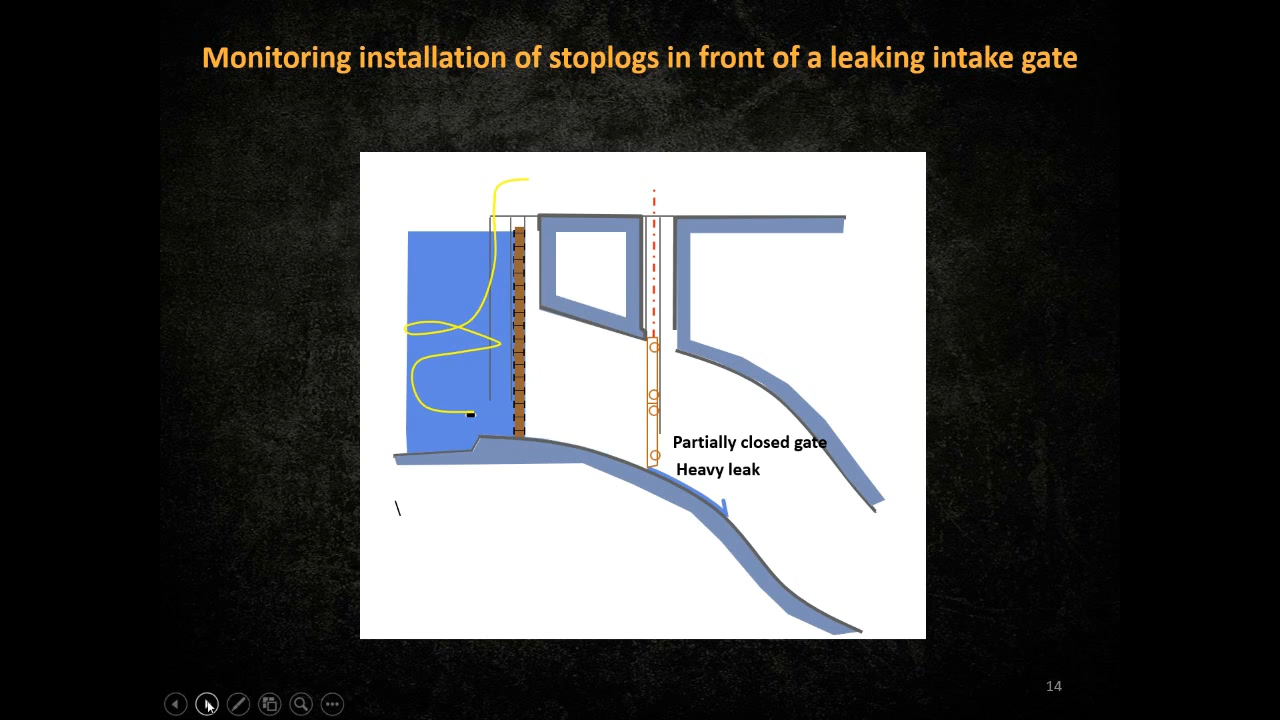 Monitoring installation of stoplogs in front of a leaking intake gate
Partially closed gate
Heavy leak
\
14